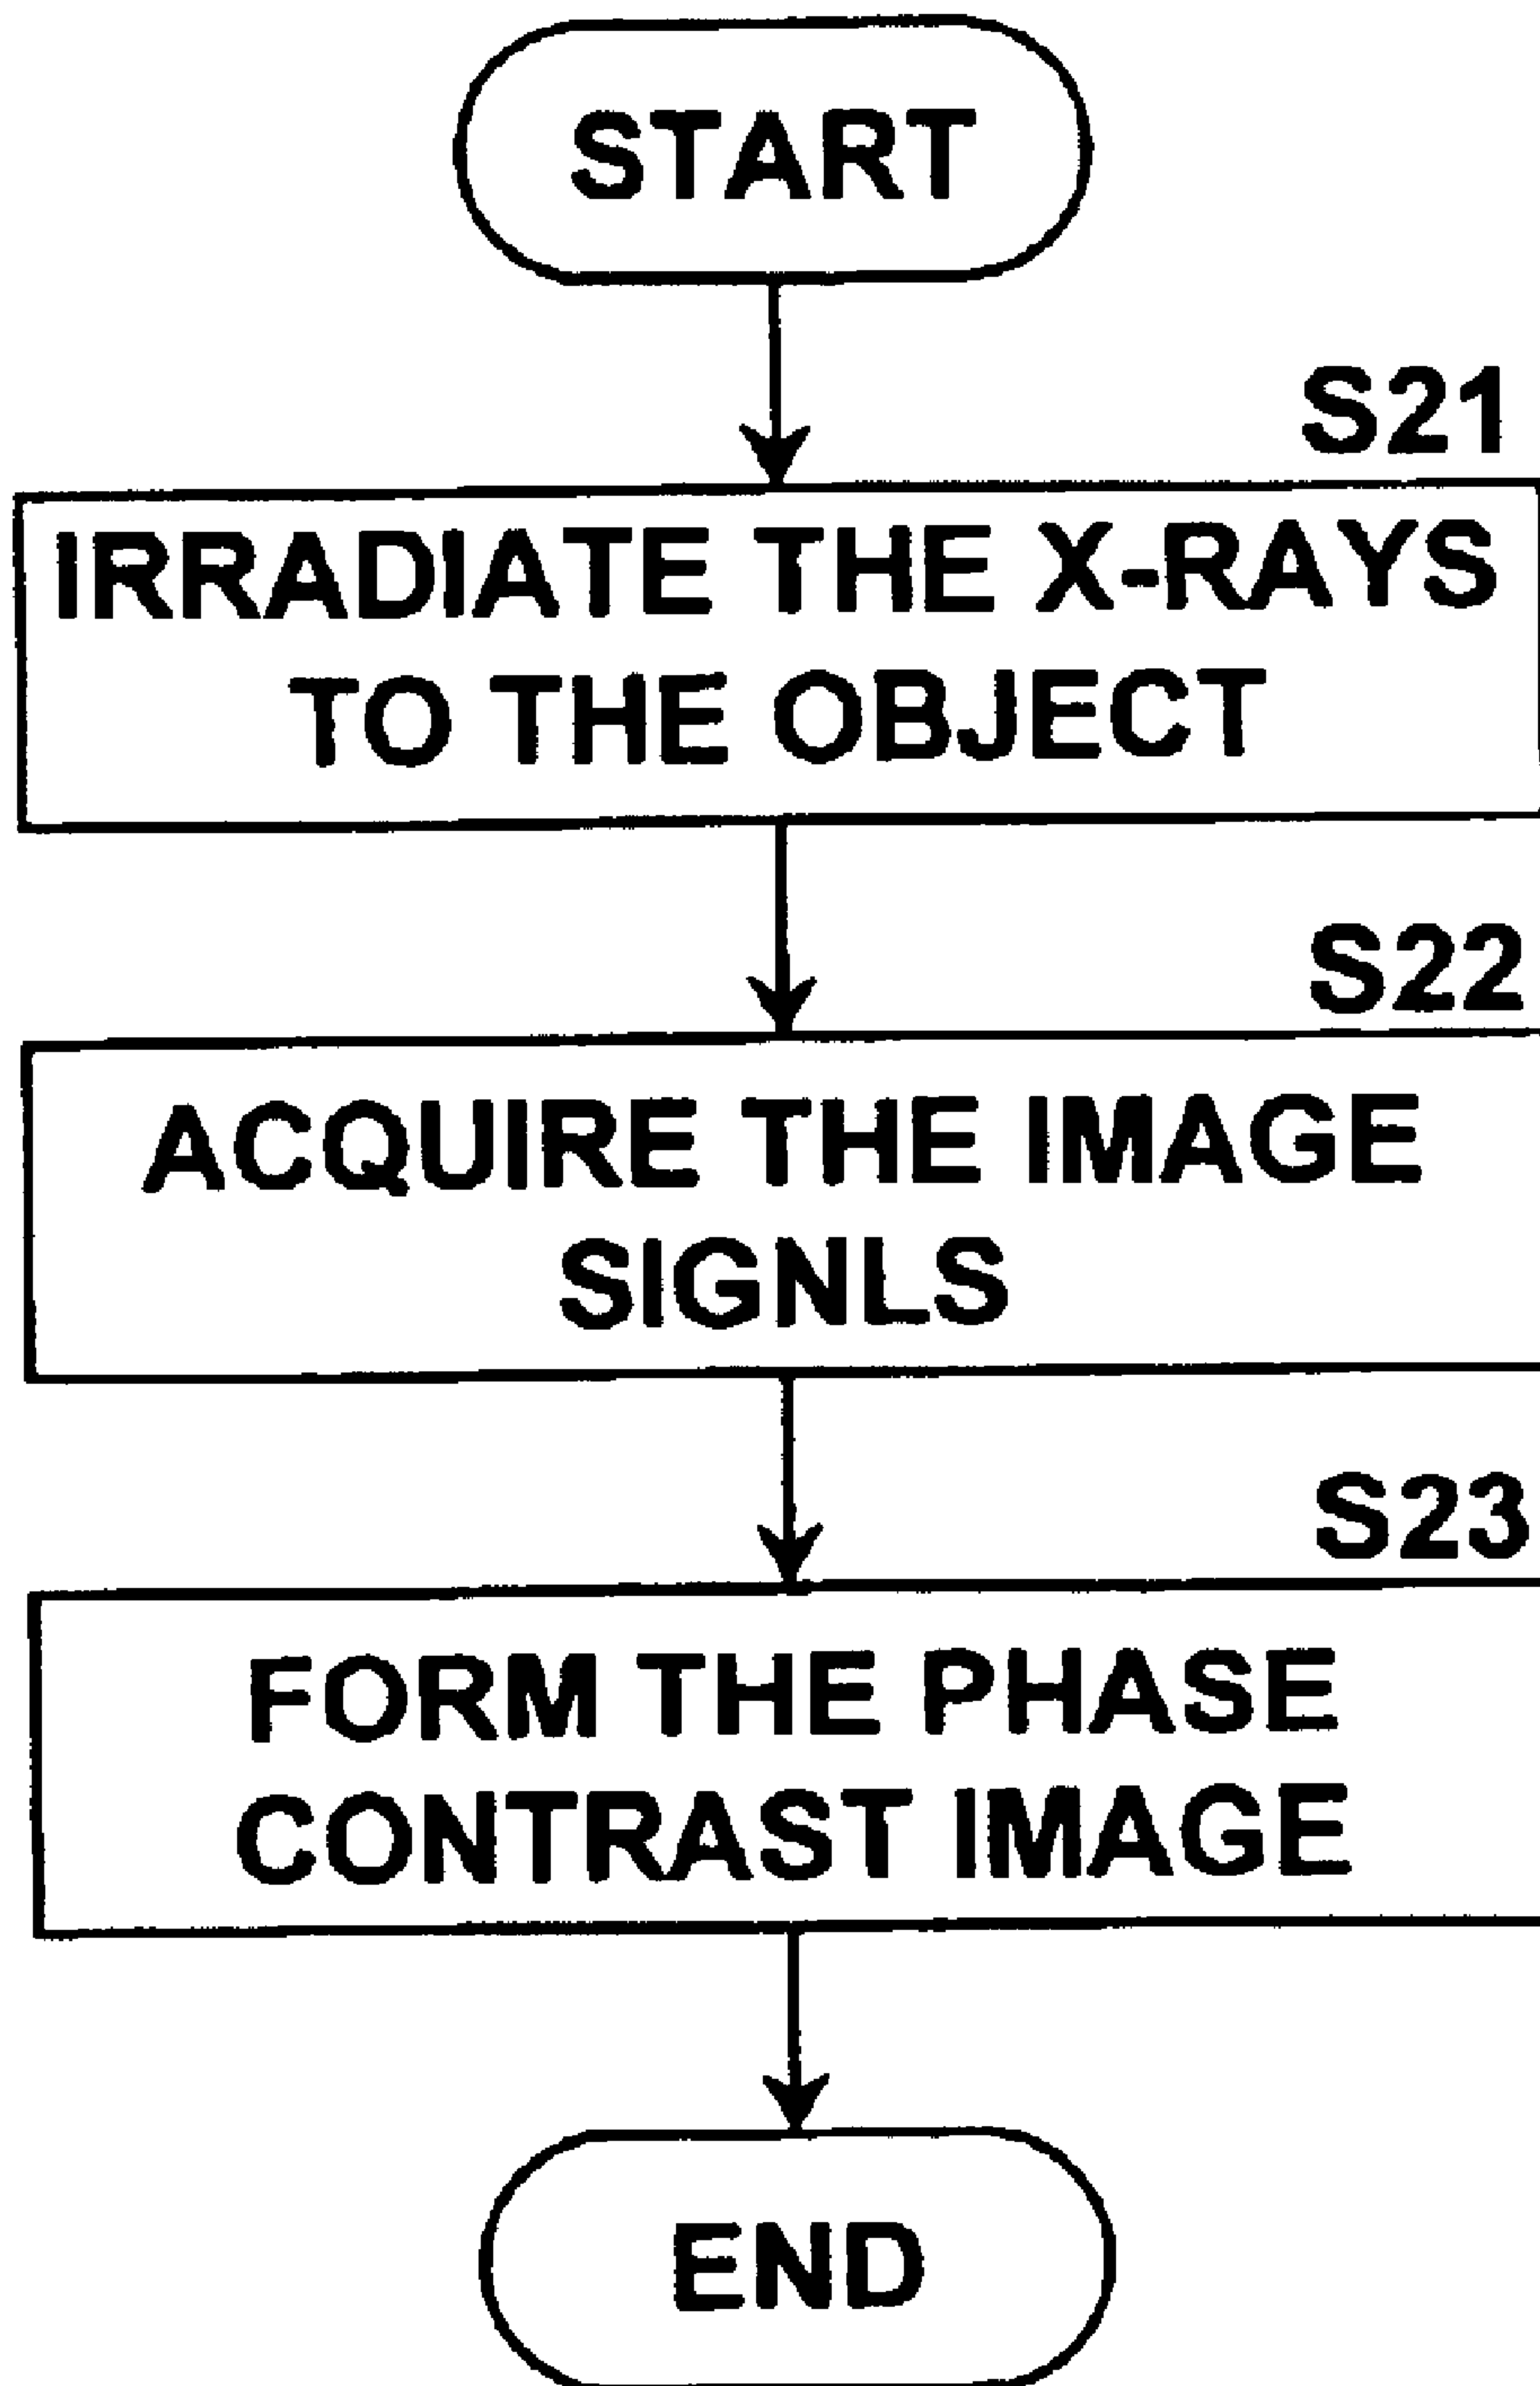 START
S21
IRRADIATE THE X-RAYS
TO THE OBJECT
S22
ACQUIRE THE IMAGE
SIGNLS
S23
FORM THE PHASE
CONTRAST IMAGE
END